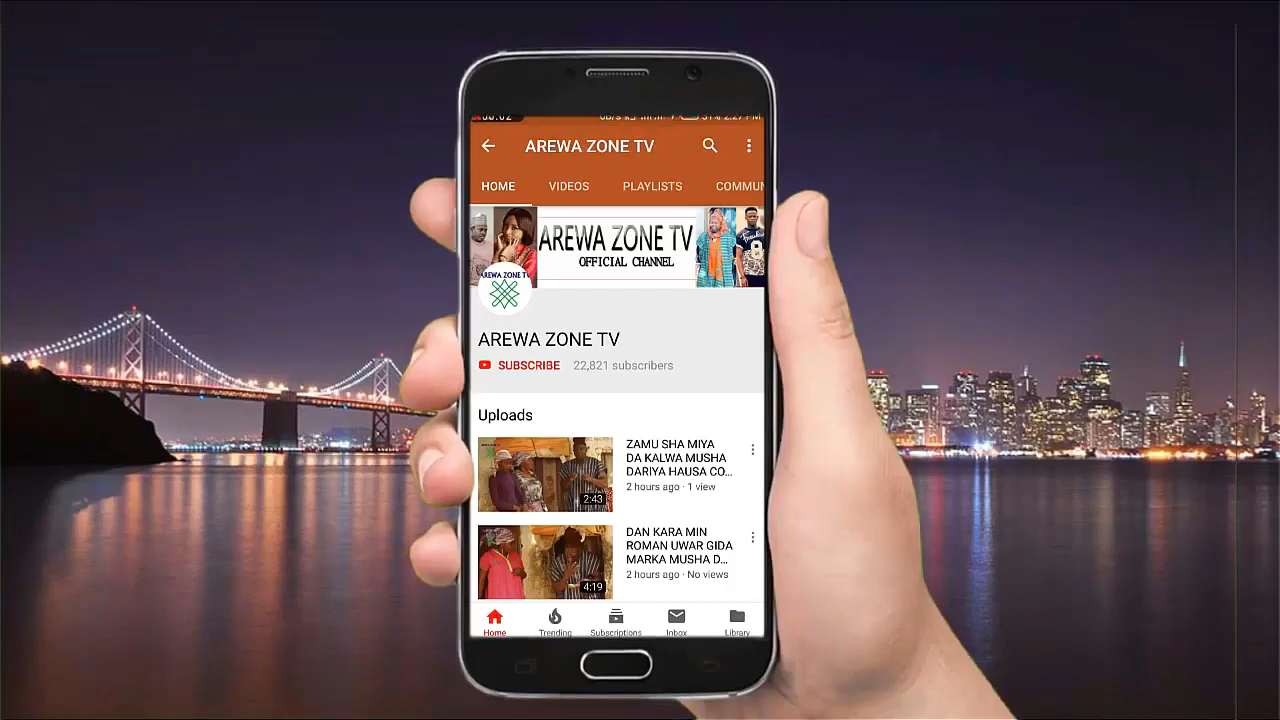 2:27 PM
AREWA ZONE TV
HOME VIDEOS PLAYLISTS COMMUN
AREWA ZONE TV
OFFICIAL CHANNEL
AREWA ZONE TV
AREWA ZONE TV
SUBSCRIBE 22,821 subscribers
Uploads
ZAMU SHA MIYA
DA KALWA MUSHA
DARIYA HAUSA CO...
2 hours ago · 1 view
2:43
DAN KARA MIN
ROMAN UWAR GIDA
MARKA MUSHA D...
2 hours ago · No views
4:19
Home Trending Subscriptions Inbox Library